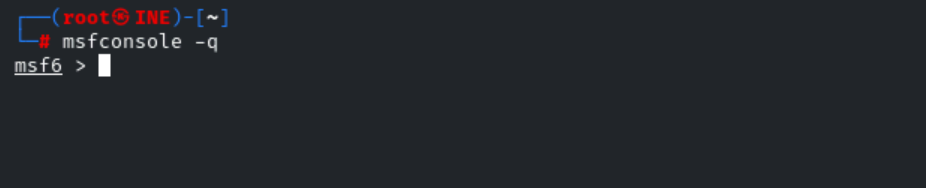 ┌──(root㉿INE)-[~]
└─# msfconsole -q
msf6 >